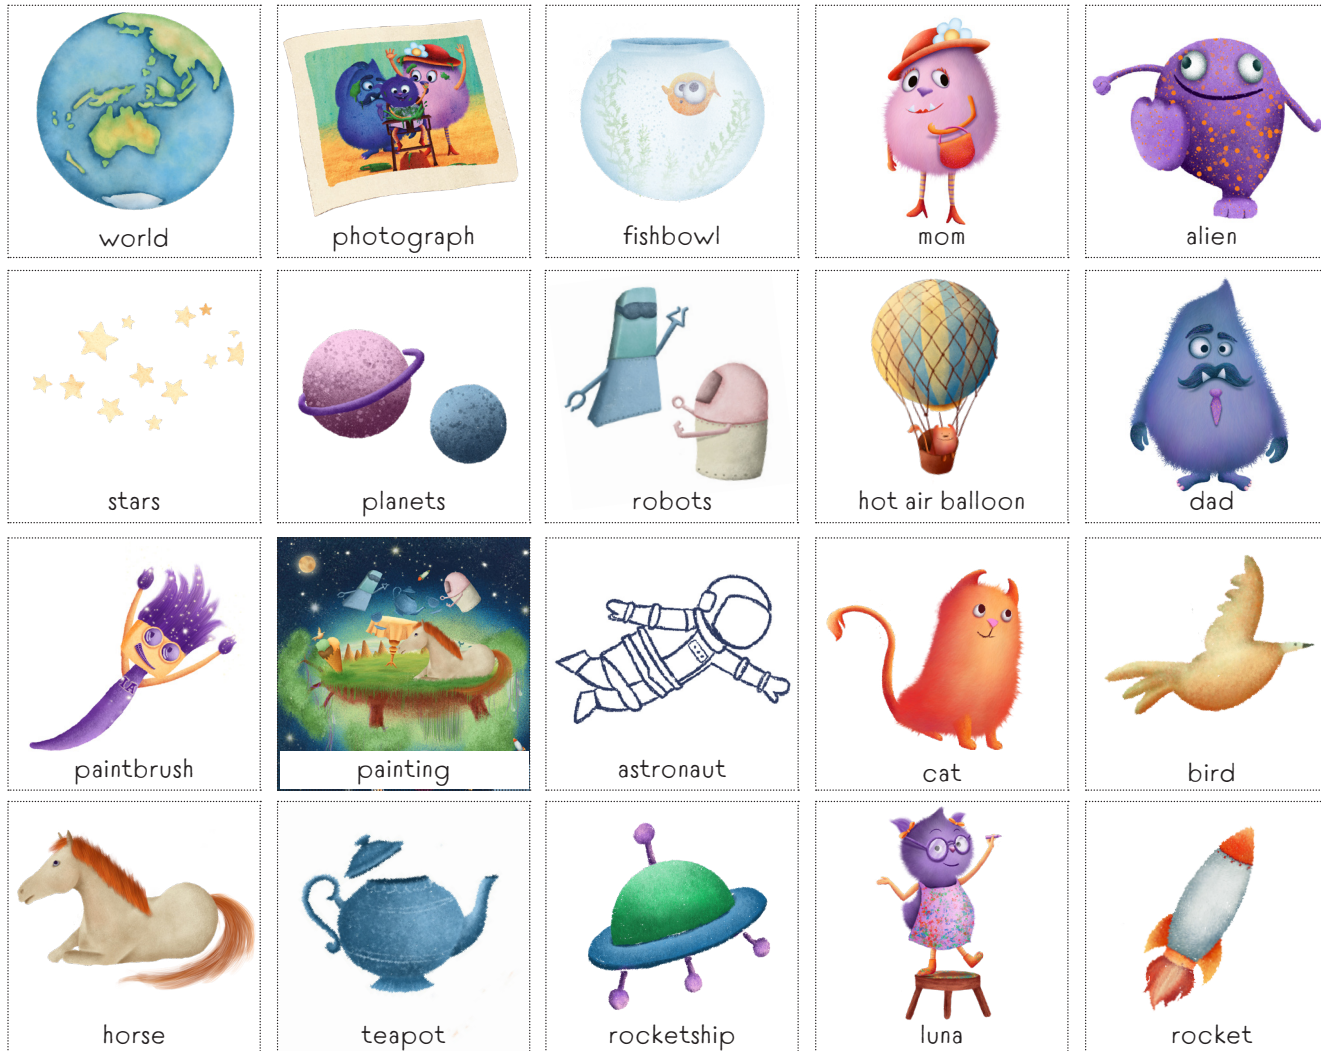 world
photograph
fishbowl
mom
alien
stars
planets
robots
hot air balloon
dad
paintbrush
painting
astronaut
cat
bird
horse
teapot
rocketship
luna
rocket